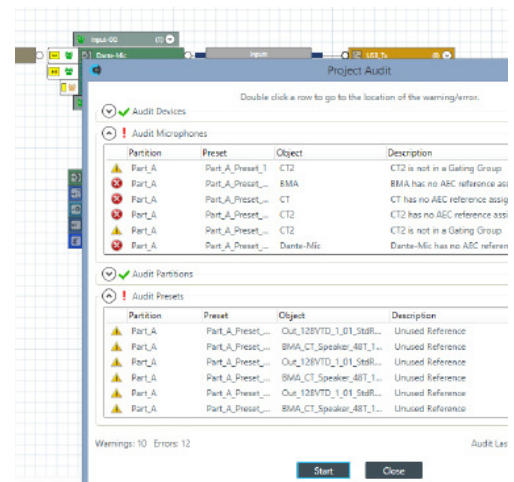 Input-GG (1)
Dante-Mic Inputs USB_Tx
Project Audit
Double click a row to go to the location of the warning/error.
Audit Devices
Audit Microphones
Partition Preset Object Description
Part_A Part_A_Preset_1 CT2 CT2 is not in a Gating Group
Part_A Part_A_Preset_... BMA BMA has no AEC reference ass
Part_A Part_A_Preset_... CT CT has no AEC reference assig
Part_A Part_A_Preset_... CT2 CT2 has no AEC reference assi
Part_A Part_A_Preset_... CT2 CT2 is not in a Gating Group
Part_A Part_A_Preset_... Dante-Mic Dante-Mic has no AEC referen
Audit Partitions
Audit Presets
Partition Preset Object Description
Part_A Part_A_Preset_... Out_128VTD_1_01_StdR... Unused Reference
Part_A Part_A_Preset_... BMA_CT_Speaker_48T_1... Unused Reference
Part_A Part_A_Preset_... Out_128VTD_1_01_StdR... Unused Reference
Part_A Part_A_Preset_... BMA_CT_Speaker_48T_1... Unused Reference
Part_A Part_A_Preset_... Out_128VTD_1_01_StdR... Unused Reference
Part_A Part_A_Preset_... BMA_CT_Speaker_48T_1... Unused Reference
Warnings: 10 Errors: 12 Audit Las
Start Close